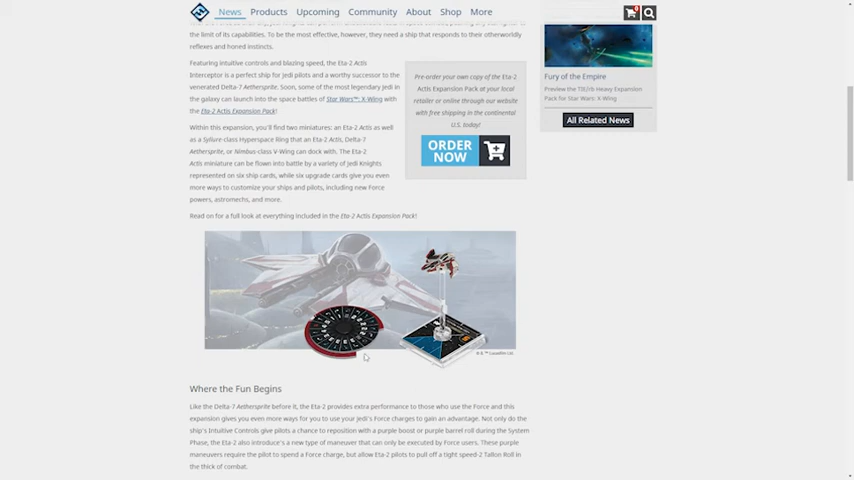 News Products Upcoming Community About Shop More
the limit of its capabilities. To be the most effective, however, they need a ship that responds to their otherworldly
reflexes and honed instincts.
Featuring intuitive controls and blazing speed, the Eta-2 Actis
Interceptor is a perfect ship for Jedi pilots and a worthy successor to the
venerated Delta-7 Aethersprite. Soon, some of the most legendary Jedi in
the galaxy can launch into the space battles of Star Wars™: X-Wing with
the Eta-2 Actis Expansion Pack!
Within this expansion, you'll find two miniatures: an Eta-2 Actis as well
as a Syliure-class Hyperspace Ring that an Eta-2 Actis, Delta-7
Aethersprite, or Nimbus-class V-Wing can dock with. The Eta-2
Actis miniature can be flown into battle by a variety of Jedi Knights
represented on six ship cards, while six upgrade cards give you even
more ways to customize your ships and pilots, including new Force
powers, astromechs, and more.
Read on for a full look at everything included in the Eta-2 Actis Expansion Pack!
Pre-order your own copy of the Eta-2
Actis Expansion Pack at your local
retailer or online through our website
with free shipping in the continental
U.S. today!
ORDER
NOW
Fury of the Empire
Preview the TIE/rb Heavy Expansion
Pack for Star Wars: X-Wing
All Related News
© & ™ Lucasfilm Ltd.
Where the Fun Begins
Like the Delta-7 Aethersprite before it, the Eta-2 provides extra performance to those who use the Force and this
expansion gives you even more ways for you to use your Jedi's Force charges to gain an advantage. Not only do the
ship's Intuitive Controls give pilots a chance to reposition with a purple boost or purple barrel roll during the System
Phase, the Eta-2 also introduce's a new type of maneuver that can only be executed by Force users. These purple
maneuvers require the pilot to spend a Force charge, but allow Eta-2 pilots to pull off a tight speed-2 Tallon Roll in
the thick of combat.